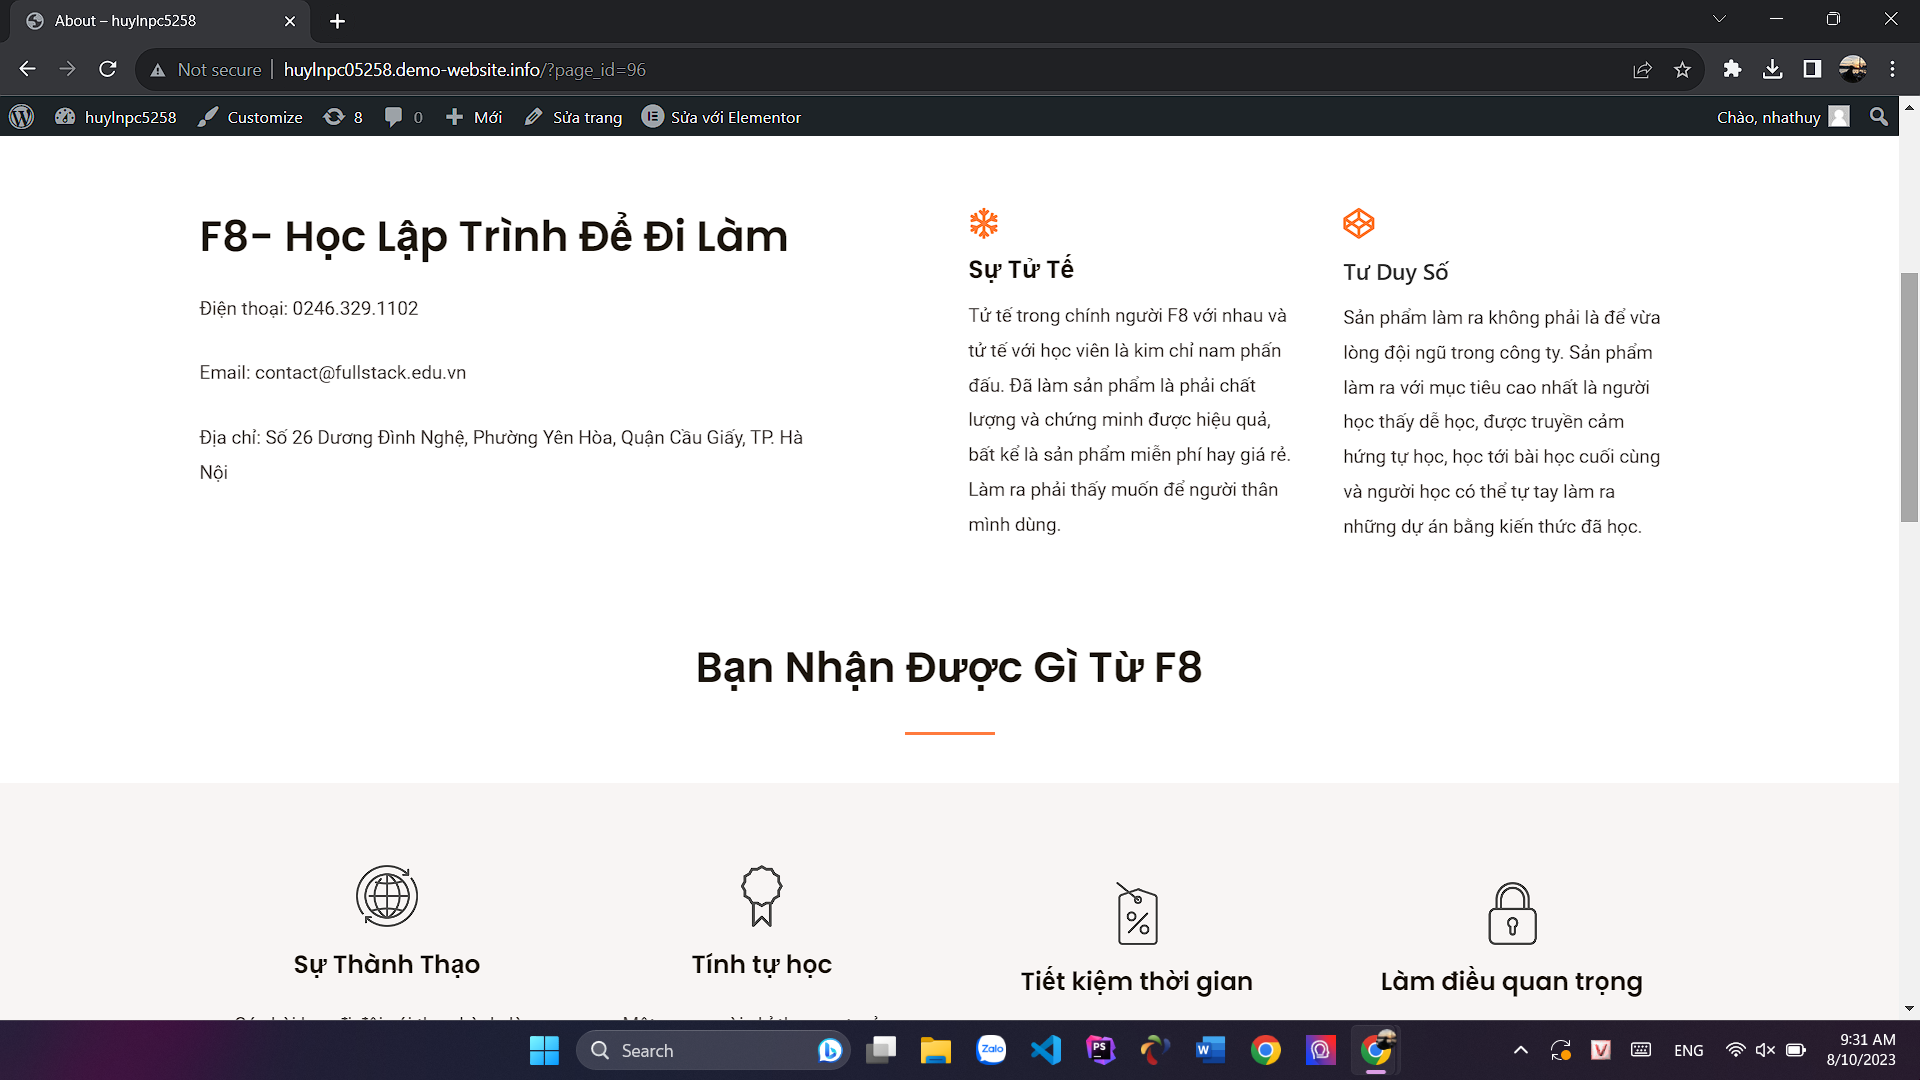 About – huylnpc5258
Not secure
huylnpc05258.demo-website.info/?page_id=96
huylnpc5258
Customize
8
0
Mới
Sửa trang
Sửa với Elementor
Chào, nhathuy
F8- Học Lập Trình Để Đi Làm
Điện thoại: 0246.329.1102
Email: contact@fullstack.edu.vn
Địa chỉ: Số 26 Dương Đình Nghệ, Phường Yên Hòa, Quận Cầu Giấy, TP. Hà
Nội
Sự Tử Tế
Tử tế trong chính người F8 với nhau và
tử tế với học viên là kim chỉ nam phấn
đấu. Đã làm sản phẩm là phải chất
lượng và chứng minh được hiệu quả,
bất kể là sản phẩm miễn phí hay giá rẻ.
Làm ra phải thấy muốn để người thân
mình dùng.
Tư Duy Số
Sản phẩm làm ra không phải là để vừa
lòng đội ngũ trong công ty. Sản phẩm
làm ra với mục tiêu cao nhất là người
học thấy dễ học, được truyền cảm
hứng tự học, học tới bài học cuối cùng
và người học có thể tự tay làm ra
những dự án bằng kiến thức đã học.
Bạn Nhận Được Gì Từ F8
Sự Thành Thạo
Tính tự học
Tiết kiệm thời gian
Làm điều quan trọng
Search
Zalo
PS
W
V
ENG
9:31 AM
8/10/2023